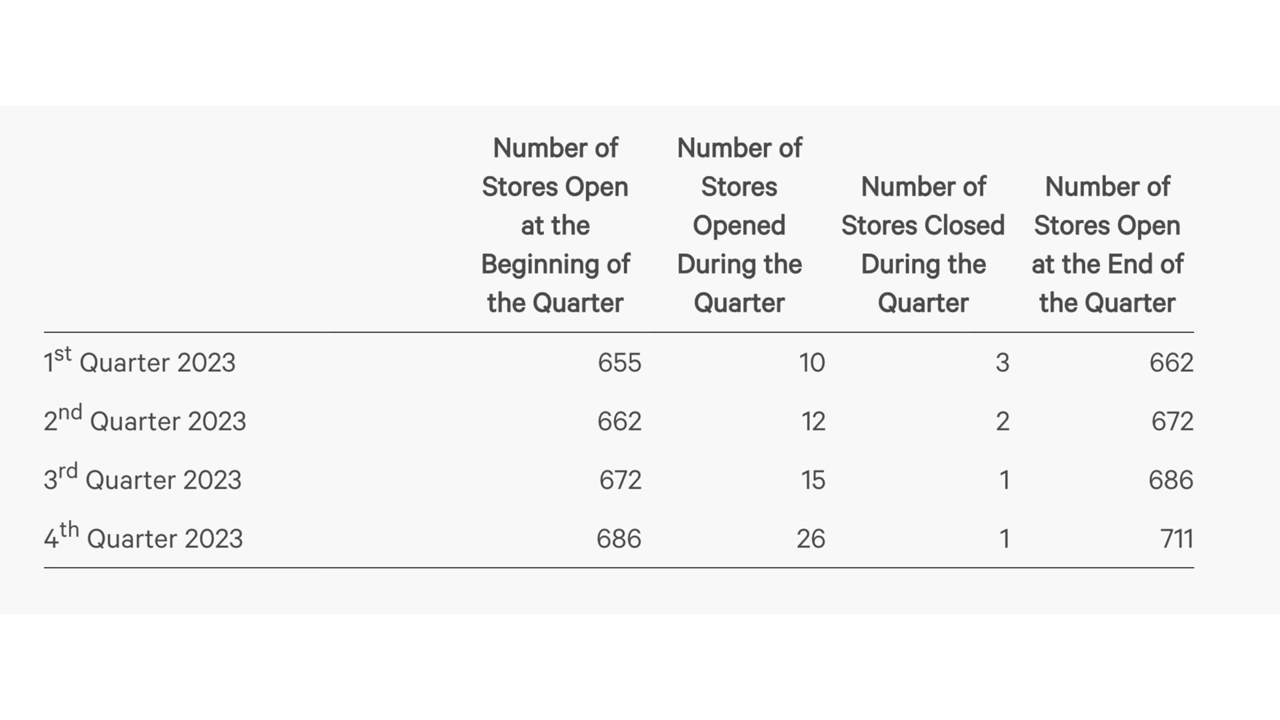 Number of Stores Open at the Beginning of the Quarter
Number of Stores Opened During the Quarter
Number of Stores Closed During the Quarter
Number of Stores Open at the End of the Quarter
1st Quarter 2023 655 10 3 662
2nd Quarter 2023 662 12 2 672
3rd Quarter 2023 672 15 1 686
4th Quarter 2023 686 26 1 711